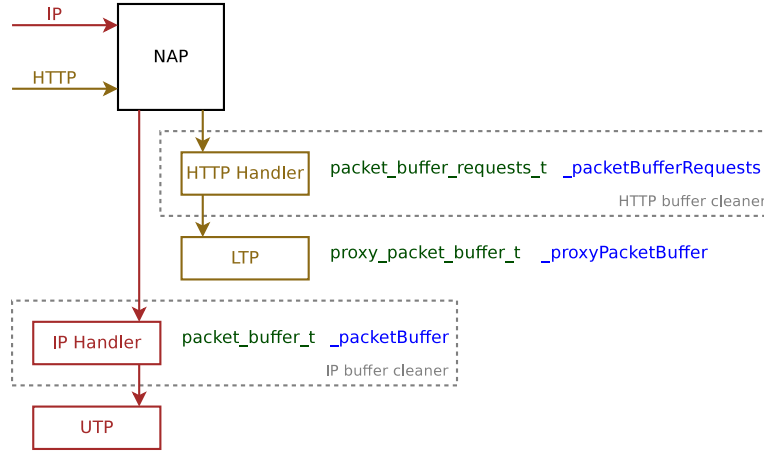 IP
NAP
HTTP
HTTP Handler packet_buffer_requests_t _packetBufferRequests
HTTP buffer cleaner
LTP proxy_packet_buffer_t _proxyPacketBuffer
IP Handler packet_buffer_t _packetBuffer
IP buffer cleaner
UTP